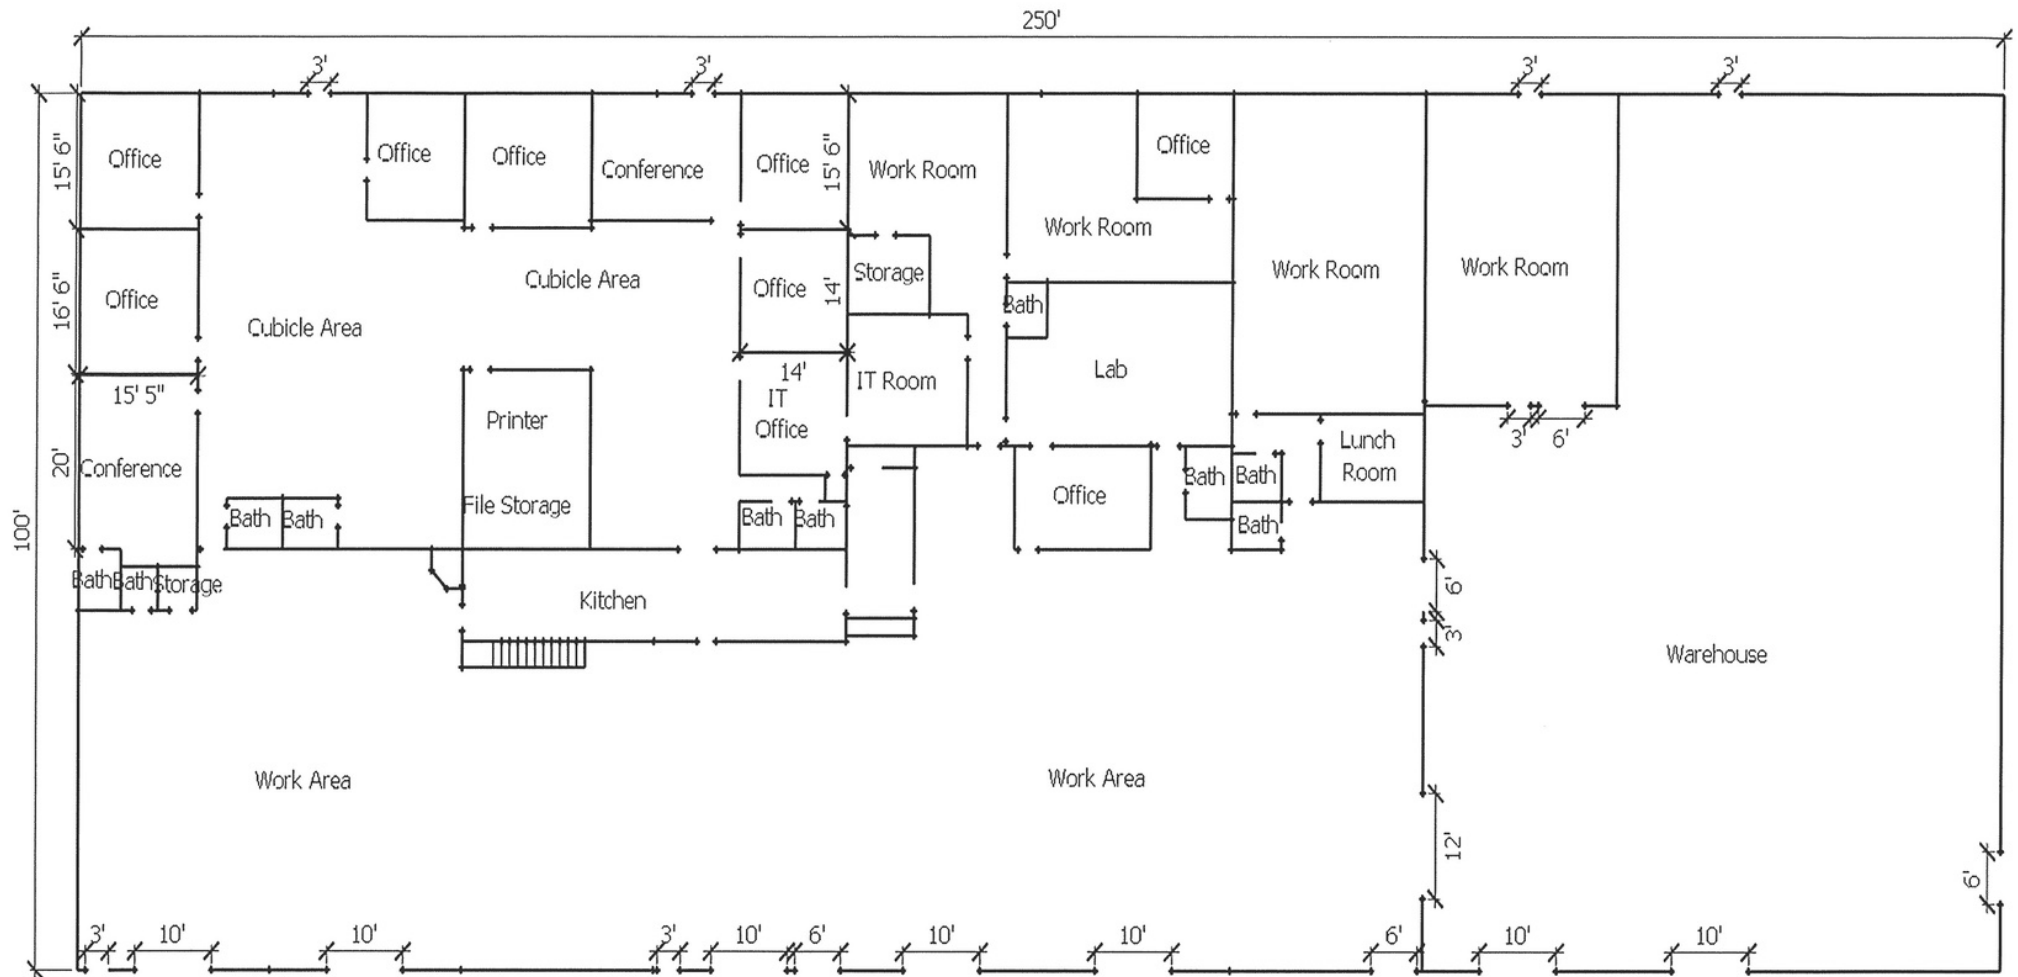 250'
3'
3'
3'
3'
15' 6"
Office
Office
Office
Conference
Office
15' 6"
Work Room
Office
Work Room
Work Room
Work Room
16' 6"
Office
Cubicle Area
Cubicle Area
Office
14'
Storage
Bath
15' 5"
14'
IT Room
Lab
IT
Office
Printer
3'
6'
20'
Conference
Lunch
Room
File Storage
Bath
Bath
Bath
Bath
Office
Bath
Bath
Bath
100'
Bath
Bath
Storage
Kitchen
6'
3'
Warehouse
Work Area
Work Area
12'
6'
3'
10'
10'
3'
10'
6'
10'
10'
6'
10'
10'